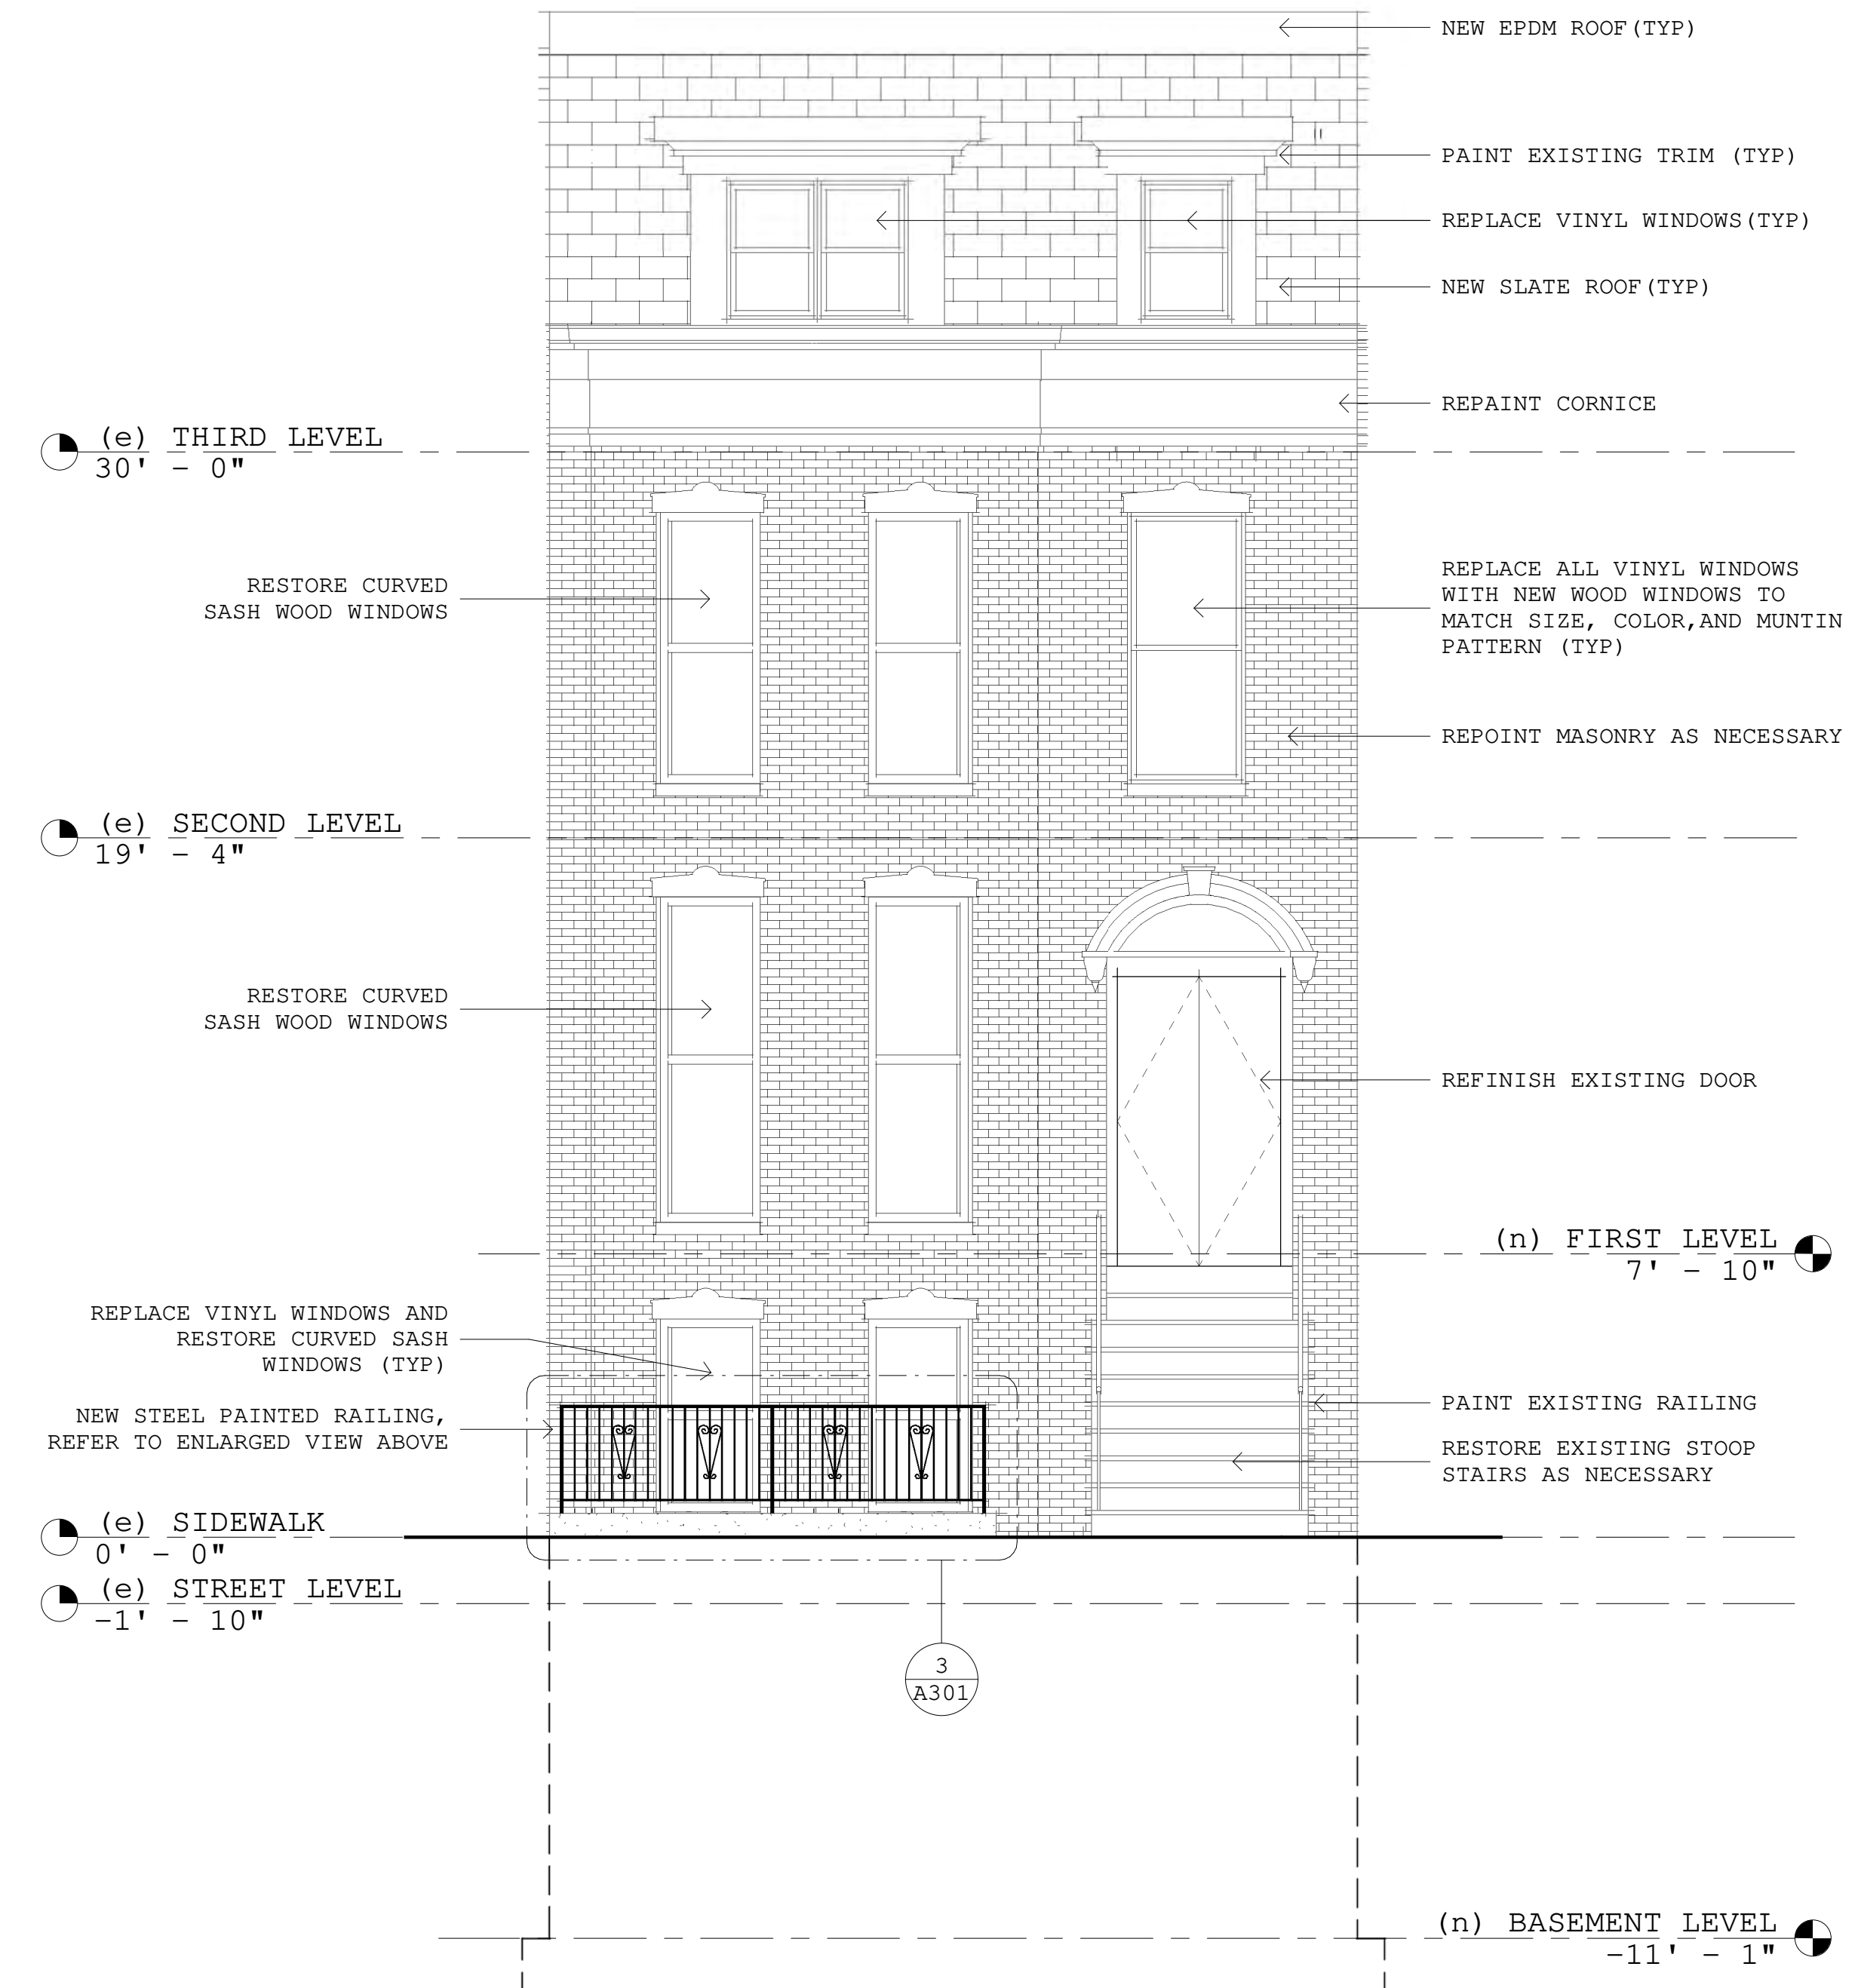 NEW EPDM ROOF(TYP)
PAINT EXISTING TRIM (TYP)
REPLACE VINYL WINDOWS(TYP)
NEW SLATE ROOF(TYP)
REPAINT CORNICE
(e) THIRD LEVEL
30' - 0"
RESTORE CURVED
SASH WOOD WINDOWS
REPLACE ALL VINYL WINDOWS
WITH NEW WOOD WINDOWS TO
MATCH SIZE, COLOR,AND MUNTIN
PATTERN (TYP)
REPOINT MASONRY AS NECESSARY
(e) SECOND LEVEL
19' - 4"
RESTORE CURVED
SASH WOOD WINDOWS
REFINISH EXISTING DOOR
(n) FIRST LEVEL
7' - 10"
REPLACE VINYL WINDOWS AND
RESTORE CURVED SASH
WINDOWS (TYP)
NEW STEEL PAINTED RAILING,
REFER TO ENLARGED VIEW ABOVE
PAINT EXISTING RAILING
RESTORE EXISTING STOOP
STAIRS AS NECESSARY
(e) SIDEWALK
0' - 0"
(e) STREET LEVEL
-1' - 10"
3
A301
(n) BASEMENT LEVEL
-11' - 1"